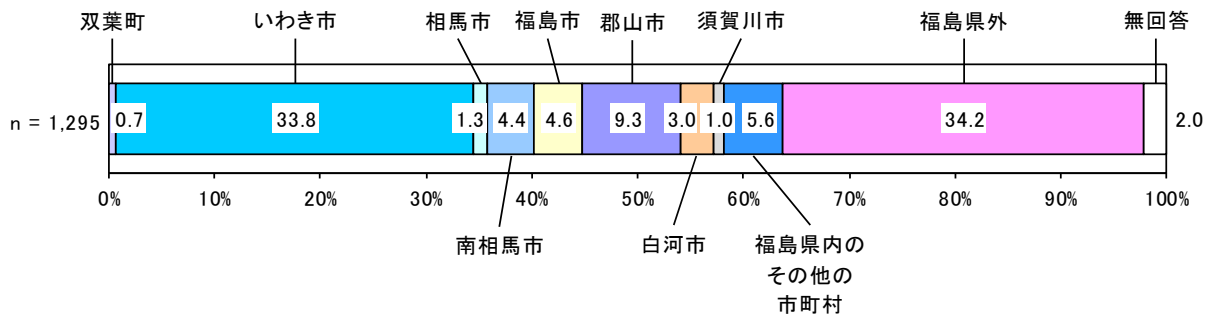 双葉町 いわき市 相馬市 福島市 郡山市 須賀川市 福島県外 無回答
n = 1,295 0.7 33.8 1.3 4.4 4.6 9.3 3.0 1.0 5.6 34.2 2.0
0% 10% 20% 30% 40% 50% 60% 70% 80% 90% 100%
南相馬市 白河市 福島県内の
その他の
市町村